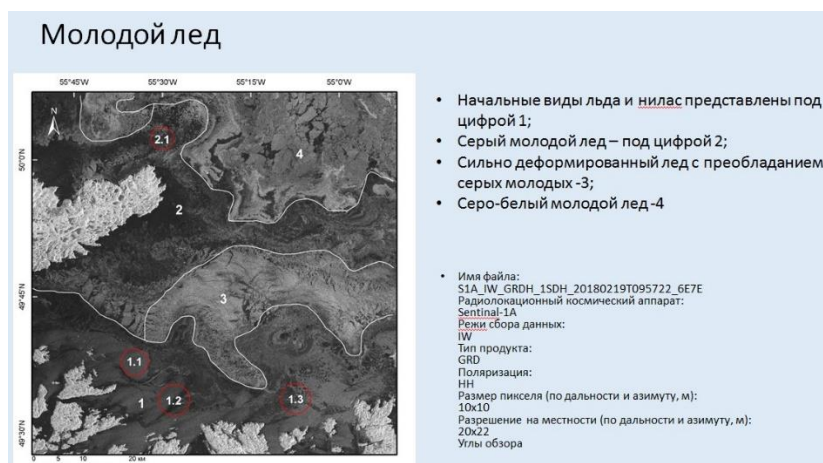 Молодой лед
55°45'W 55°30'W 55°15'W 55°0'W
N
50°0'N
49°45'N
49°30'N
2.1
4
2
3
1.1
1
1.2
1.3
0 5 10 20 км
• Начальные виды льда и нилас представлены под
цифрой 1;
• Серый молодой лед – под цифрой 2;
• Сильно деформированный лед с преобладанием
серых молодых -3;
• Серо-белый молодой лед -4
• Имя файла:
S1A_IW_GRDH_1SDH_20180219T095722_6E7E
Радиолокационный космический аппарат:
Sentinal-1A
Режи сбора данных:
IW
Тип продукта:
GRD
Поляризация:
HH
Размер пикселя (по дальности и азимуту, м):
10x10
Разрешение на местности (по дальности и азимуту, м):
20x22
Углы обзора